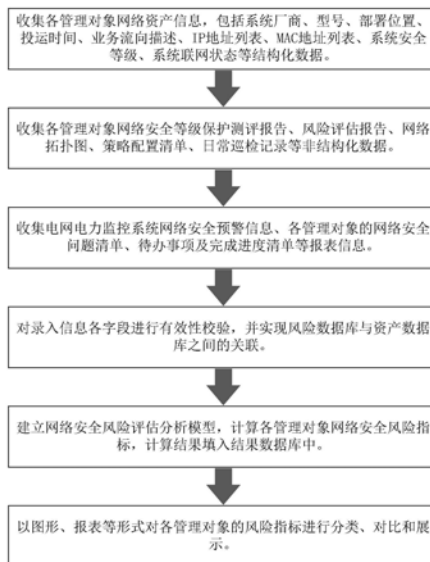 收集各管理对象网络资产信息，包括系统厂商、型号、部署位置、
投运时间、业务流向描述、IP地址列表、MAC地址列表、系统安全
等级、系统联网状态等结构化数据。
收集各管理对象网络安全等级保护测评报告、风险评估报告、网络
拓扑图、策略配置清单、日常巡检记录等非结构化数据。
收集电网电力监控系统网络安全预警信息、各管理对象的网络安全
问题清单、待办事项及完成进度清单等报表信息。
对录入信息各字段进行有效性校验，并实现风险数据库与资产数据
库之间的关联。
建立网络安全风险评估分析模型，计算各管理对象网络安全风险指
标，计算结果填入结果数据库中。
以图形、报表等形式对各管理对象的风险指标进行分类、对比和展
示。